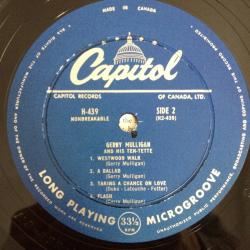 MADE IN CANADA
Capitol
CAPITOL RECORDS OF CANADA, LTD.
H-439 SIDE 2
NONBREAKABLE (H2-439)
GERRY MULLIGAN
AND HIS TEN-TETTE
1. WESTWOOD WALK
(Gerry Mulligan)
2. A BALLAD
(Gerry Mulligan)
3. TAKING A CHANCE ON LOVE
(Duke - Latouche - Fetter)
4. FLASH
(Gerry Mulligan)
LONG PLAYING 33⅓ RPM MICROGROOVE